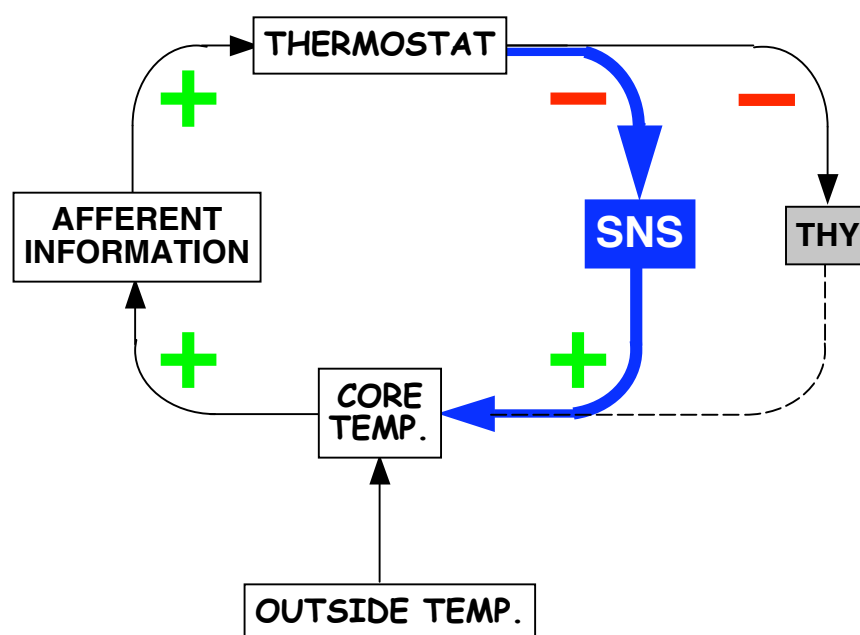 THERMOSTAT
AFFERENT
INFORMATION
SNS
THY
CORE
TEMP.
OUTSIDE TEMP.